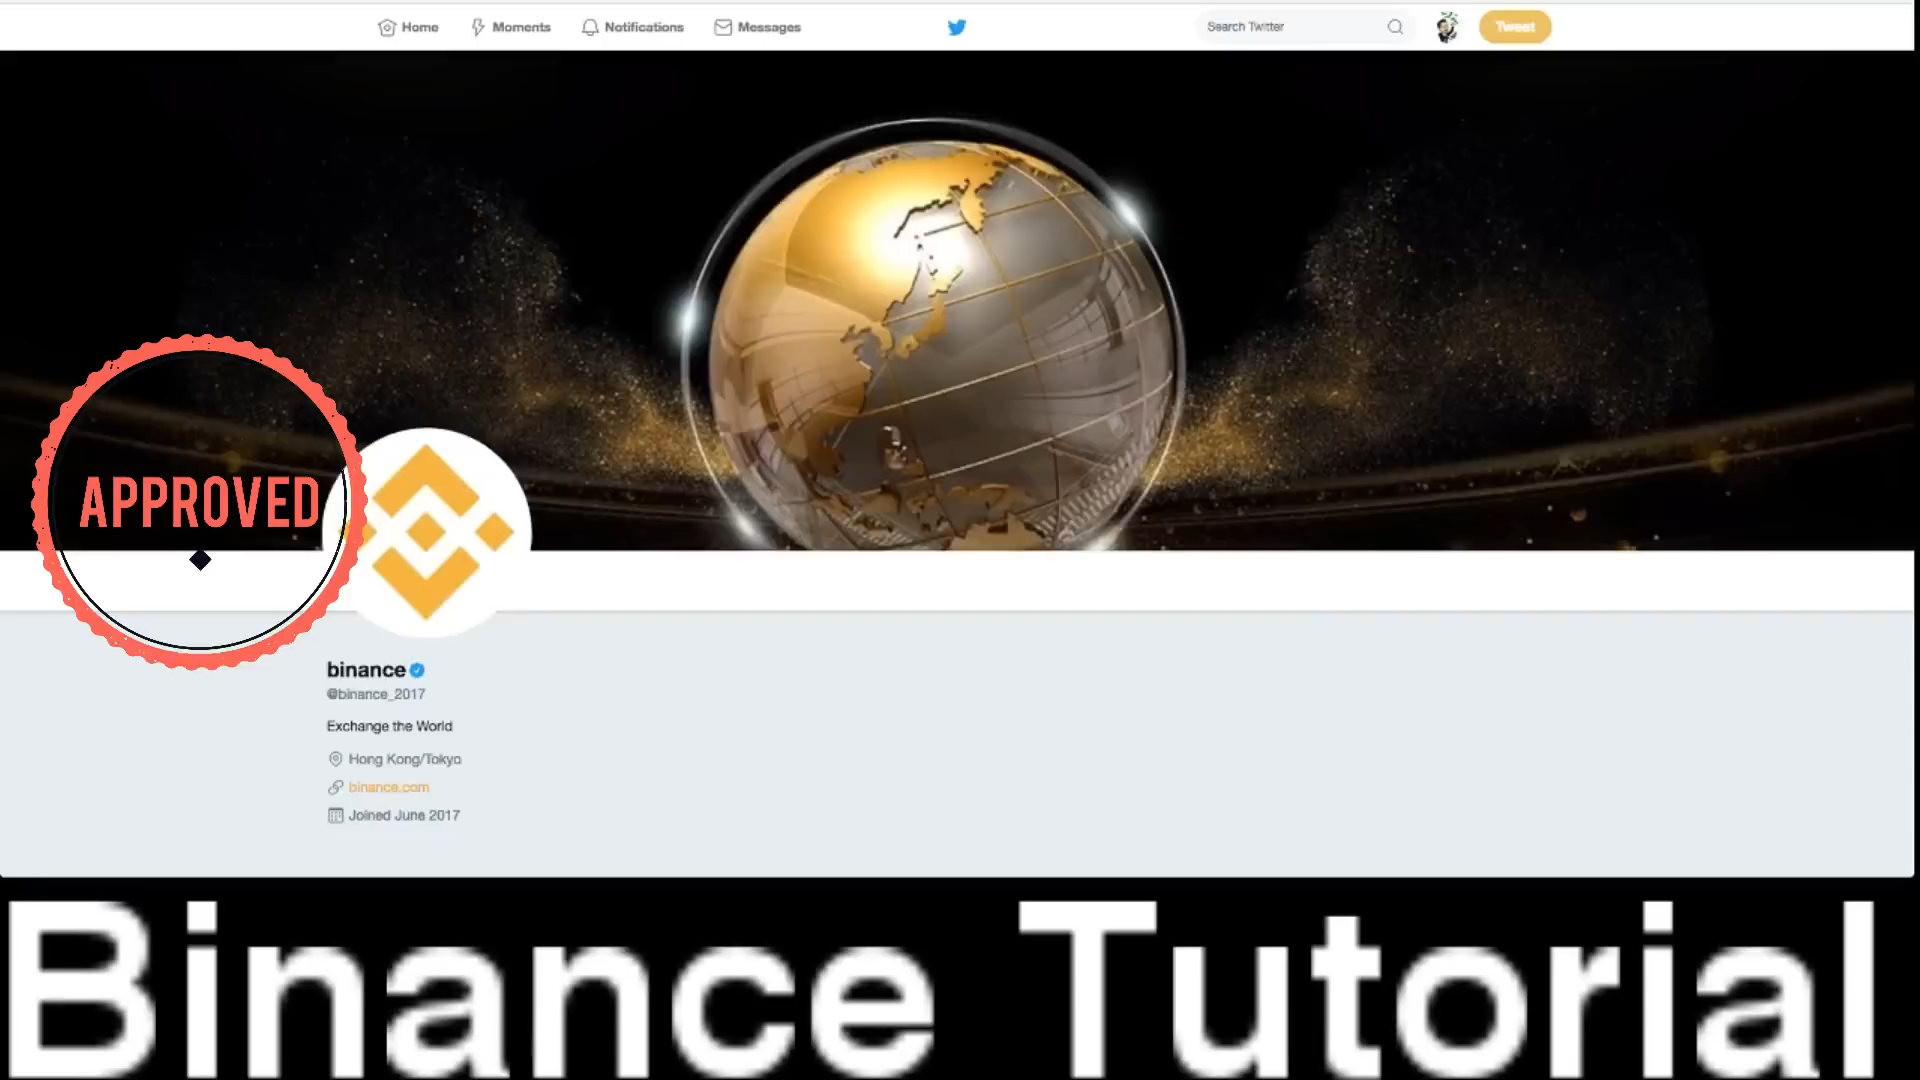 Home Moments Notifications Messages Search Twitter Tweet
APPROVED
binance
@binance_2017
Exchange the World
Hong Kong/Tokyo
binance.com
Joined June 2017
Binance Tutorial